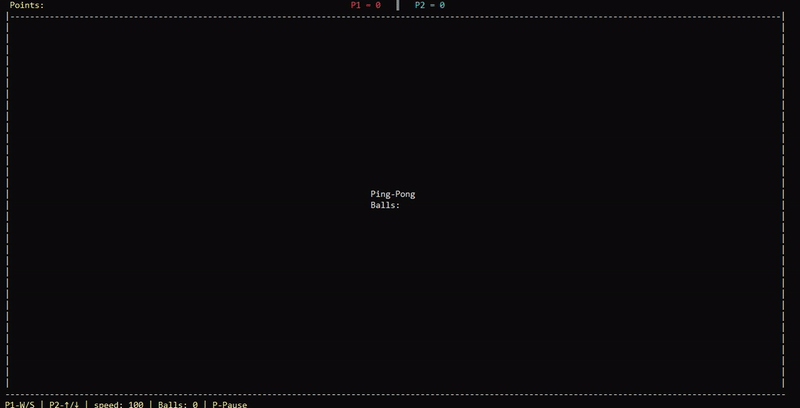 Points: P1 = 0 ‖ P2 = 0
Ping-Pong
Balls:
P1-W/S | P2-↑/↓ | speed: 100 | Balls: 0 | P-Pause